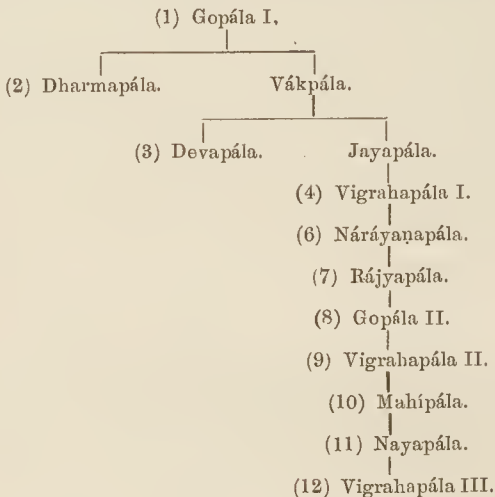 (1) Gopála I,
(2) Dharmapála. Vákpála.
(3) Devapála. Jayapála.
(4) Vigrahapála I.
(6) Náráyaṇapála.
(7) Rájyapála.
(8) Gopála II.
(9) Vigrahapála II.
(10) Mahípála.
(11) Nayapála.
(12) Vigrahapála III.